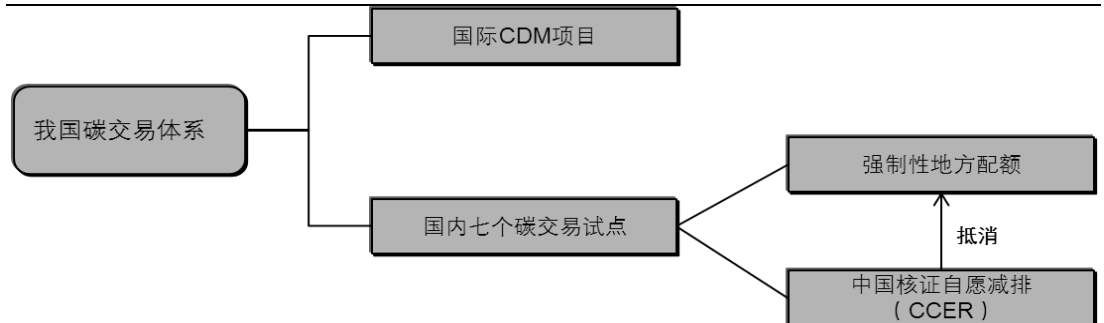 国际CDM项目
我国碳交易体系
强制性地方配额
国内七个碳交易试点
抵消
中国核证自愿减排
（CCER）